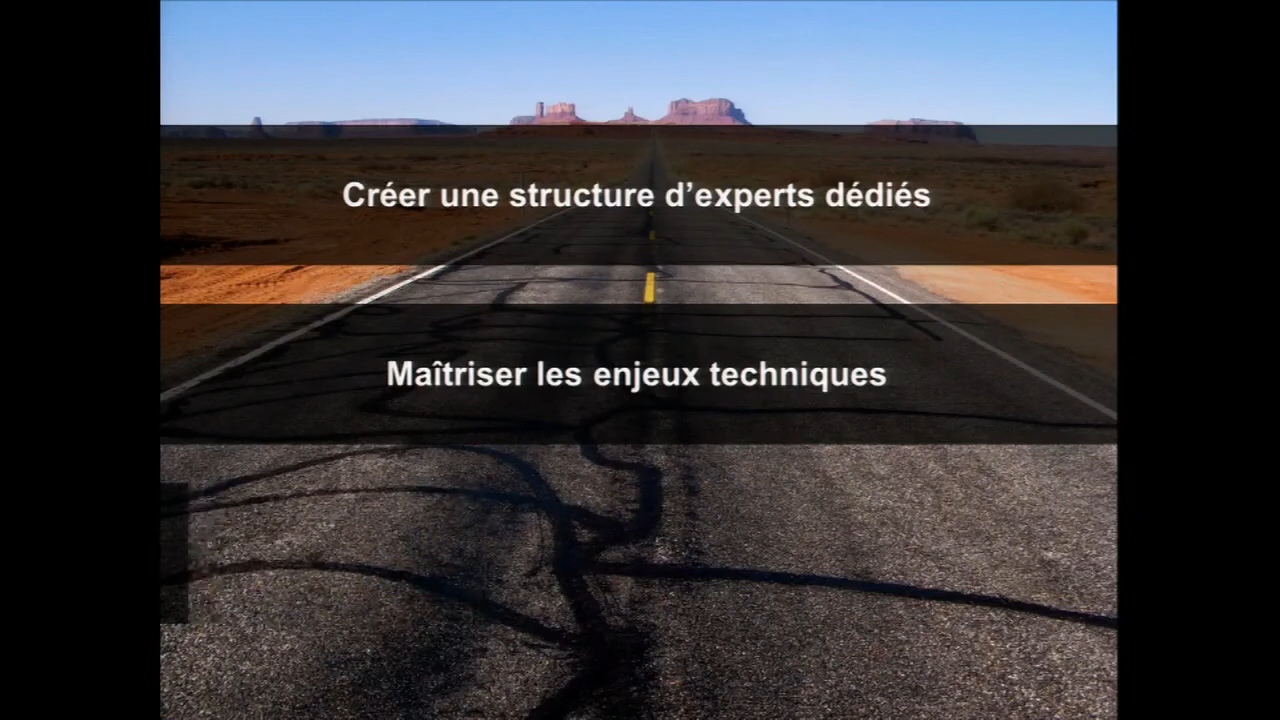 Créer une structure d’experts dédiés
Maîtriser les enjeux techniques